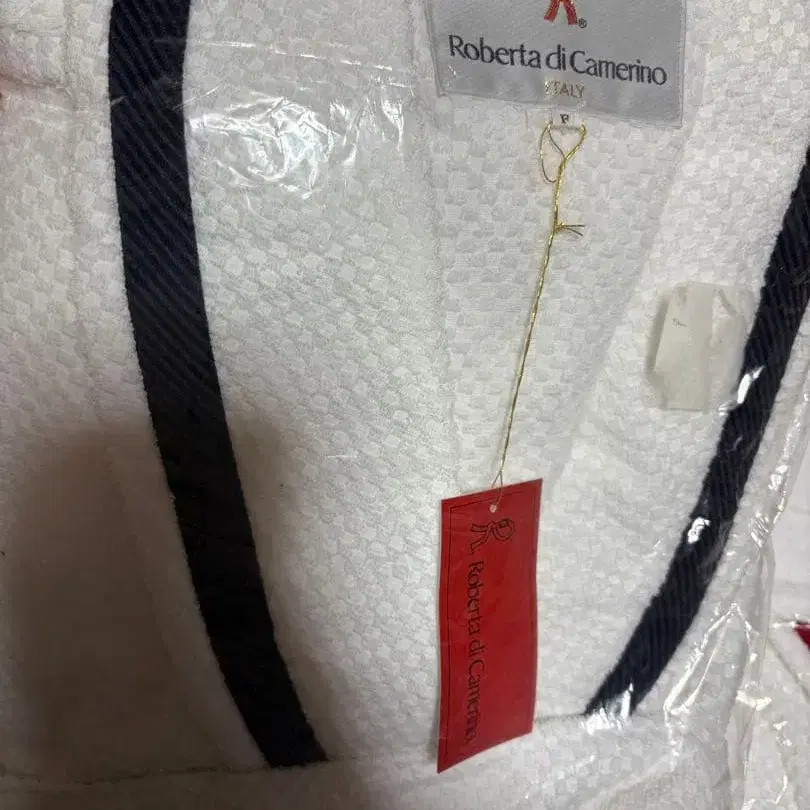 R®
Roberta di Camerino
ITALY
F
R Roberta di Camerino